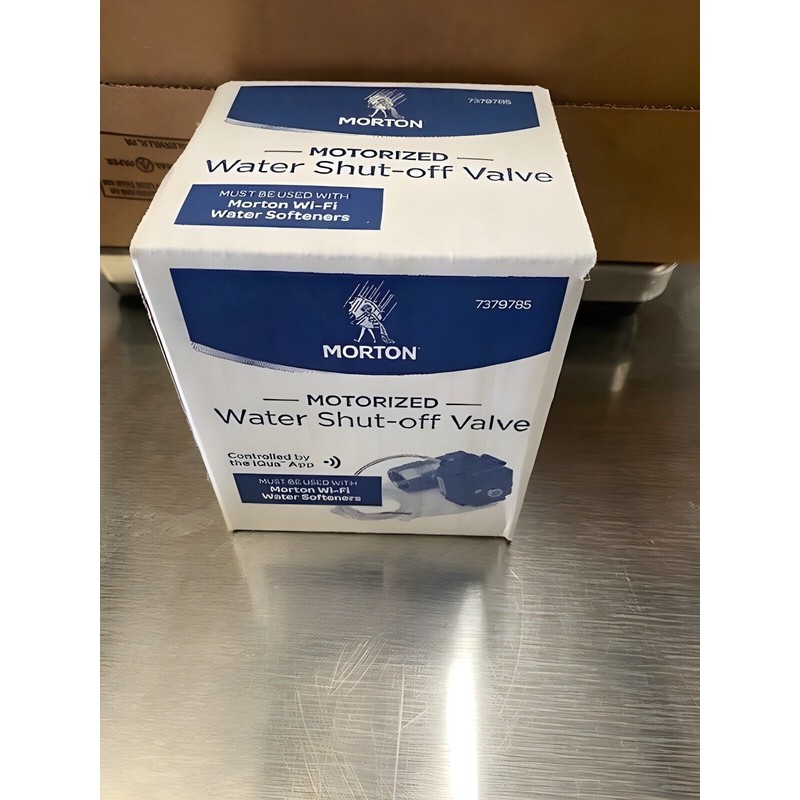 MORTON
7379785
MOTORIZED
Water Shut-off Valve
MUST BE USED WITH
Morton Wi-Fi
Water Softeners
MORTON
7379785
MOTORIZED
Water Shut-off Valve
Controlled by
the iQua™ App
MUST BE USED WITH
Morton Wi-Fi
Water Softeners